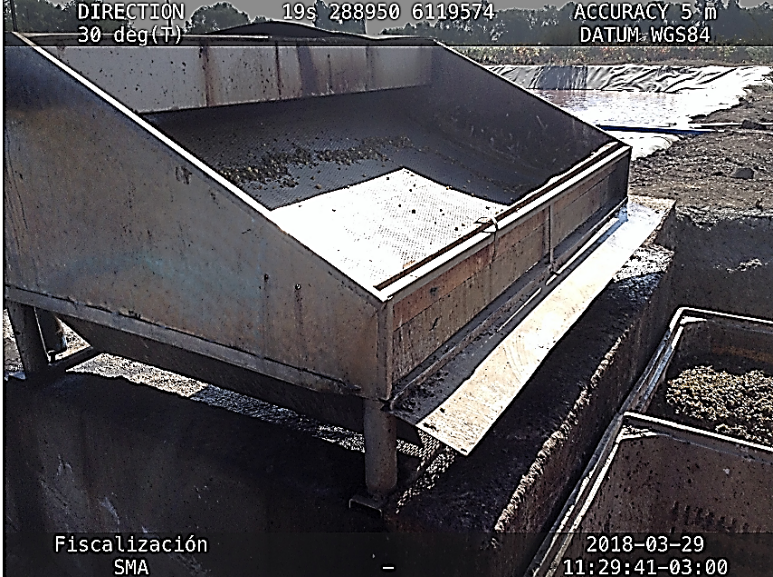 DIRECTION
30 deg(T)
19s 288950 6119574
ACCURACY 5 m
DATUM WGS84
Fiscalización
SMA
–
2018-03-29
11:29:41-03:00